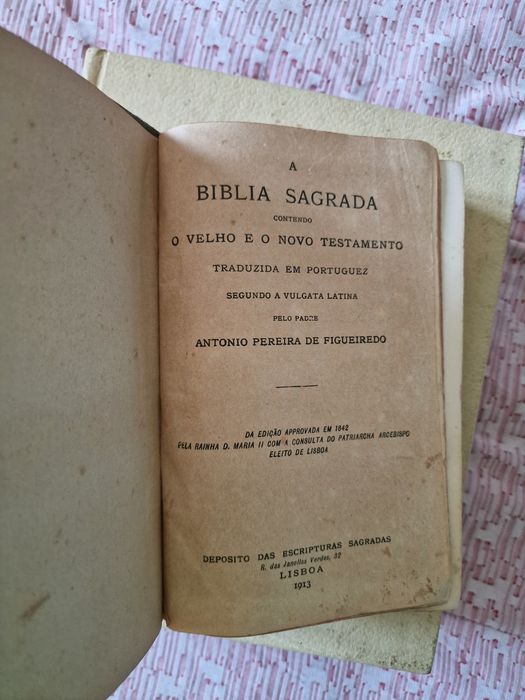 A
BIBLIA SAGRADA
CONTENDO
O VELHO E O NOVO TESTAMENTO
TRADUZIDA EM PORTUGUEZ
SEGUNDO A VULGATA LATINA
PELO PADRE
ANTONIO PEREIRA DE FIGUEIREDO
DA EDIÇÃO APPROVADA EM 1842
PELA RAINHA D. MARIA II COM A CONSULTA DO PATRIARCHA ARCEBISPO
ELEITO DE LISBOA
DEPOSITO DAS ESCRIPTURAS SAGRADAS
R. das Janellas Verdes, 32
LISBOA
1913